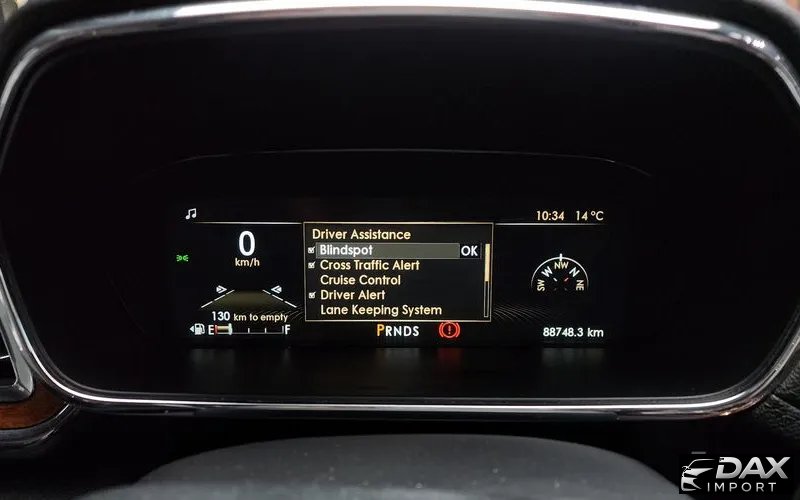 10:34 14 °C
0
km/h
Driver Assistance
Blindspot OK
Cross Traffic Alert
Cruise Control
Driver Alert
Lane Keeping System
SW W NW N NE
130 km to empty
E F
PRNDS
88748.3 km
DAX
IMPORT